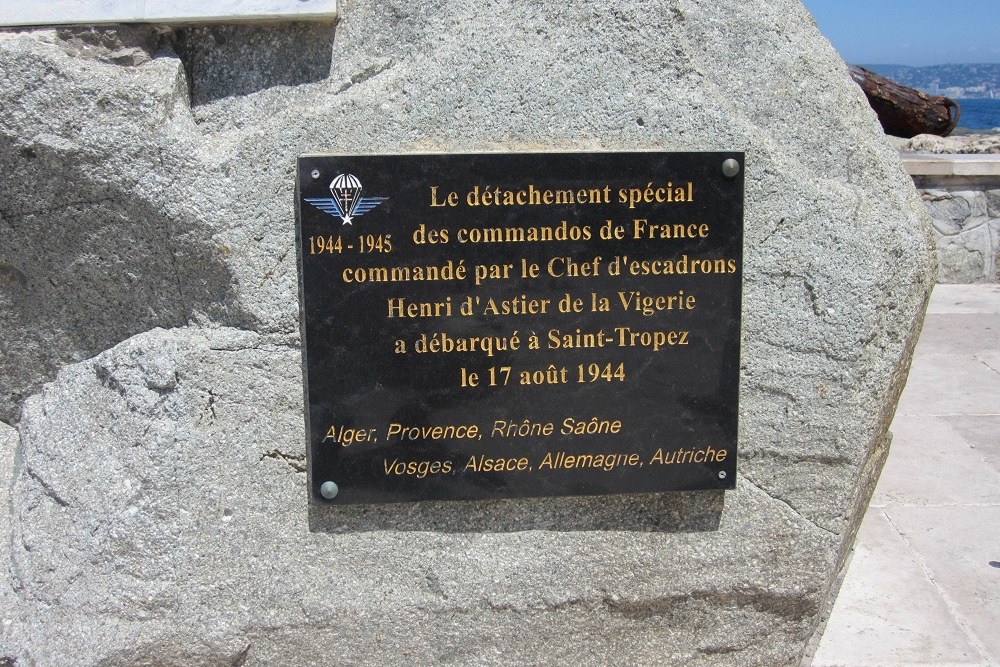 Le détachement spécial
1944 - 1945 des commandos de France
commandé par le Chef d'escadrons
Henri d'Astier de la Vigerie
a débarqué à Saint-Tropez
le 17 août 1944
Alger, Provence, Rhône Saône
Vosges, Alsace, Allemagne, Autriche